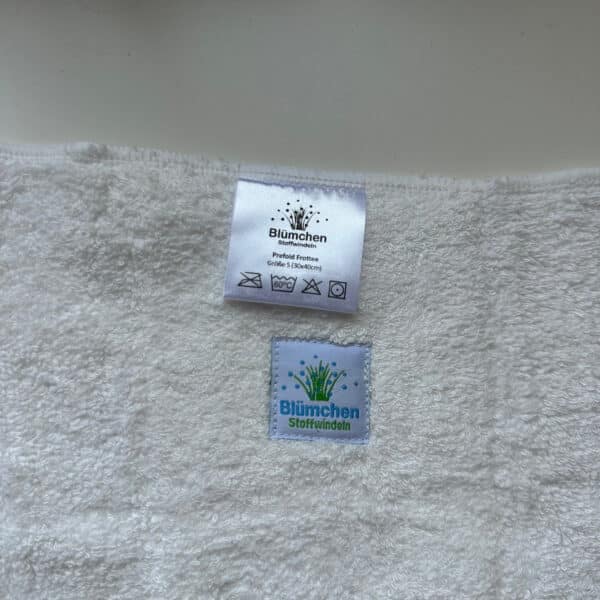 Blümchen
Stoffwindeln
Prefold Frottee
Größe S (30x40cm)
60°C
Blümchen
Stoffwindeln